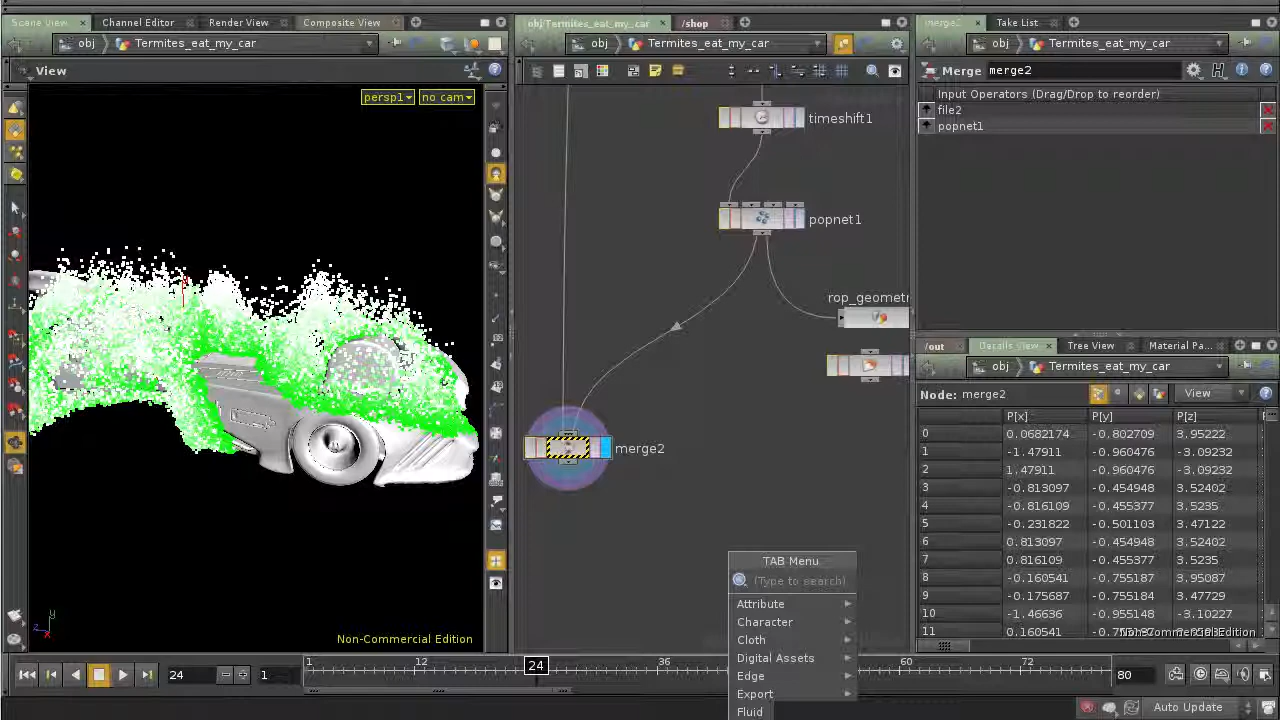 Scene View
Channel Editor
Render View
Composite View
obj
Termites_eat_my_car
View
persp1
no cam
Non-Commercial Edition
obj/Termites_eat_my_car
/shop
obj
Termites_eat_my_car
timeshift1
popnet1
rop_geometr
merge2
TAB Menu
(Type to search)
Attribute
Character
Cloth
Digital Assets
Edge
Export
Fluid
merge2
Take List
obj
Termites_eat_my_car
Merge
merge2
Input Operators (Drag/Drop to reorder)
file2
popnet1
/out
Details View
Tree View
Material Pa...
obj
Termites_eat_my_car
Node: merge2
View
P[x] P[y] P[z]
0 0.0682174 -0.802709 3.95222
1 -1.47911 -0.960476 -3.09232
2 1.47911 -0.960476 -3.09232
3 -0.813097 -0.454948 3.52402
4 -0.816109 -0.455377 3.5235
5 -0.231822 -0.501103 3.47122
6 0.813097 -0.454948 3.52402
7 0.816109 -0.455377 3.5235
8 -0.160541 -0.755187 3.95087
9 -0.175687 -0.755184 3.47729
10 -1.46636 -0.955148 -3.10227
11 0.160541
Non-Commercial Edition
24
1
1 12 24 36 60 72
80
Auto Update